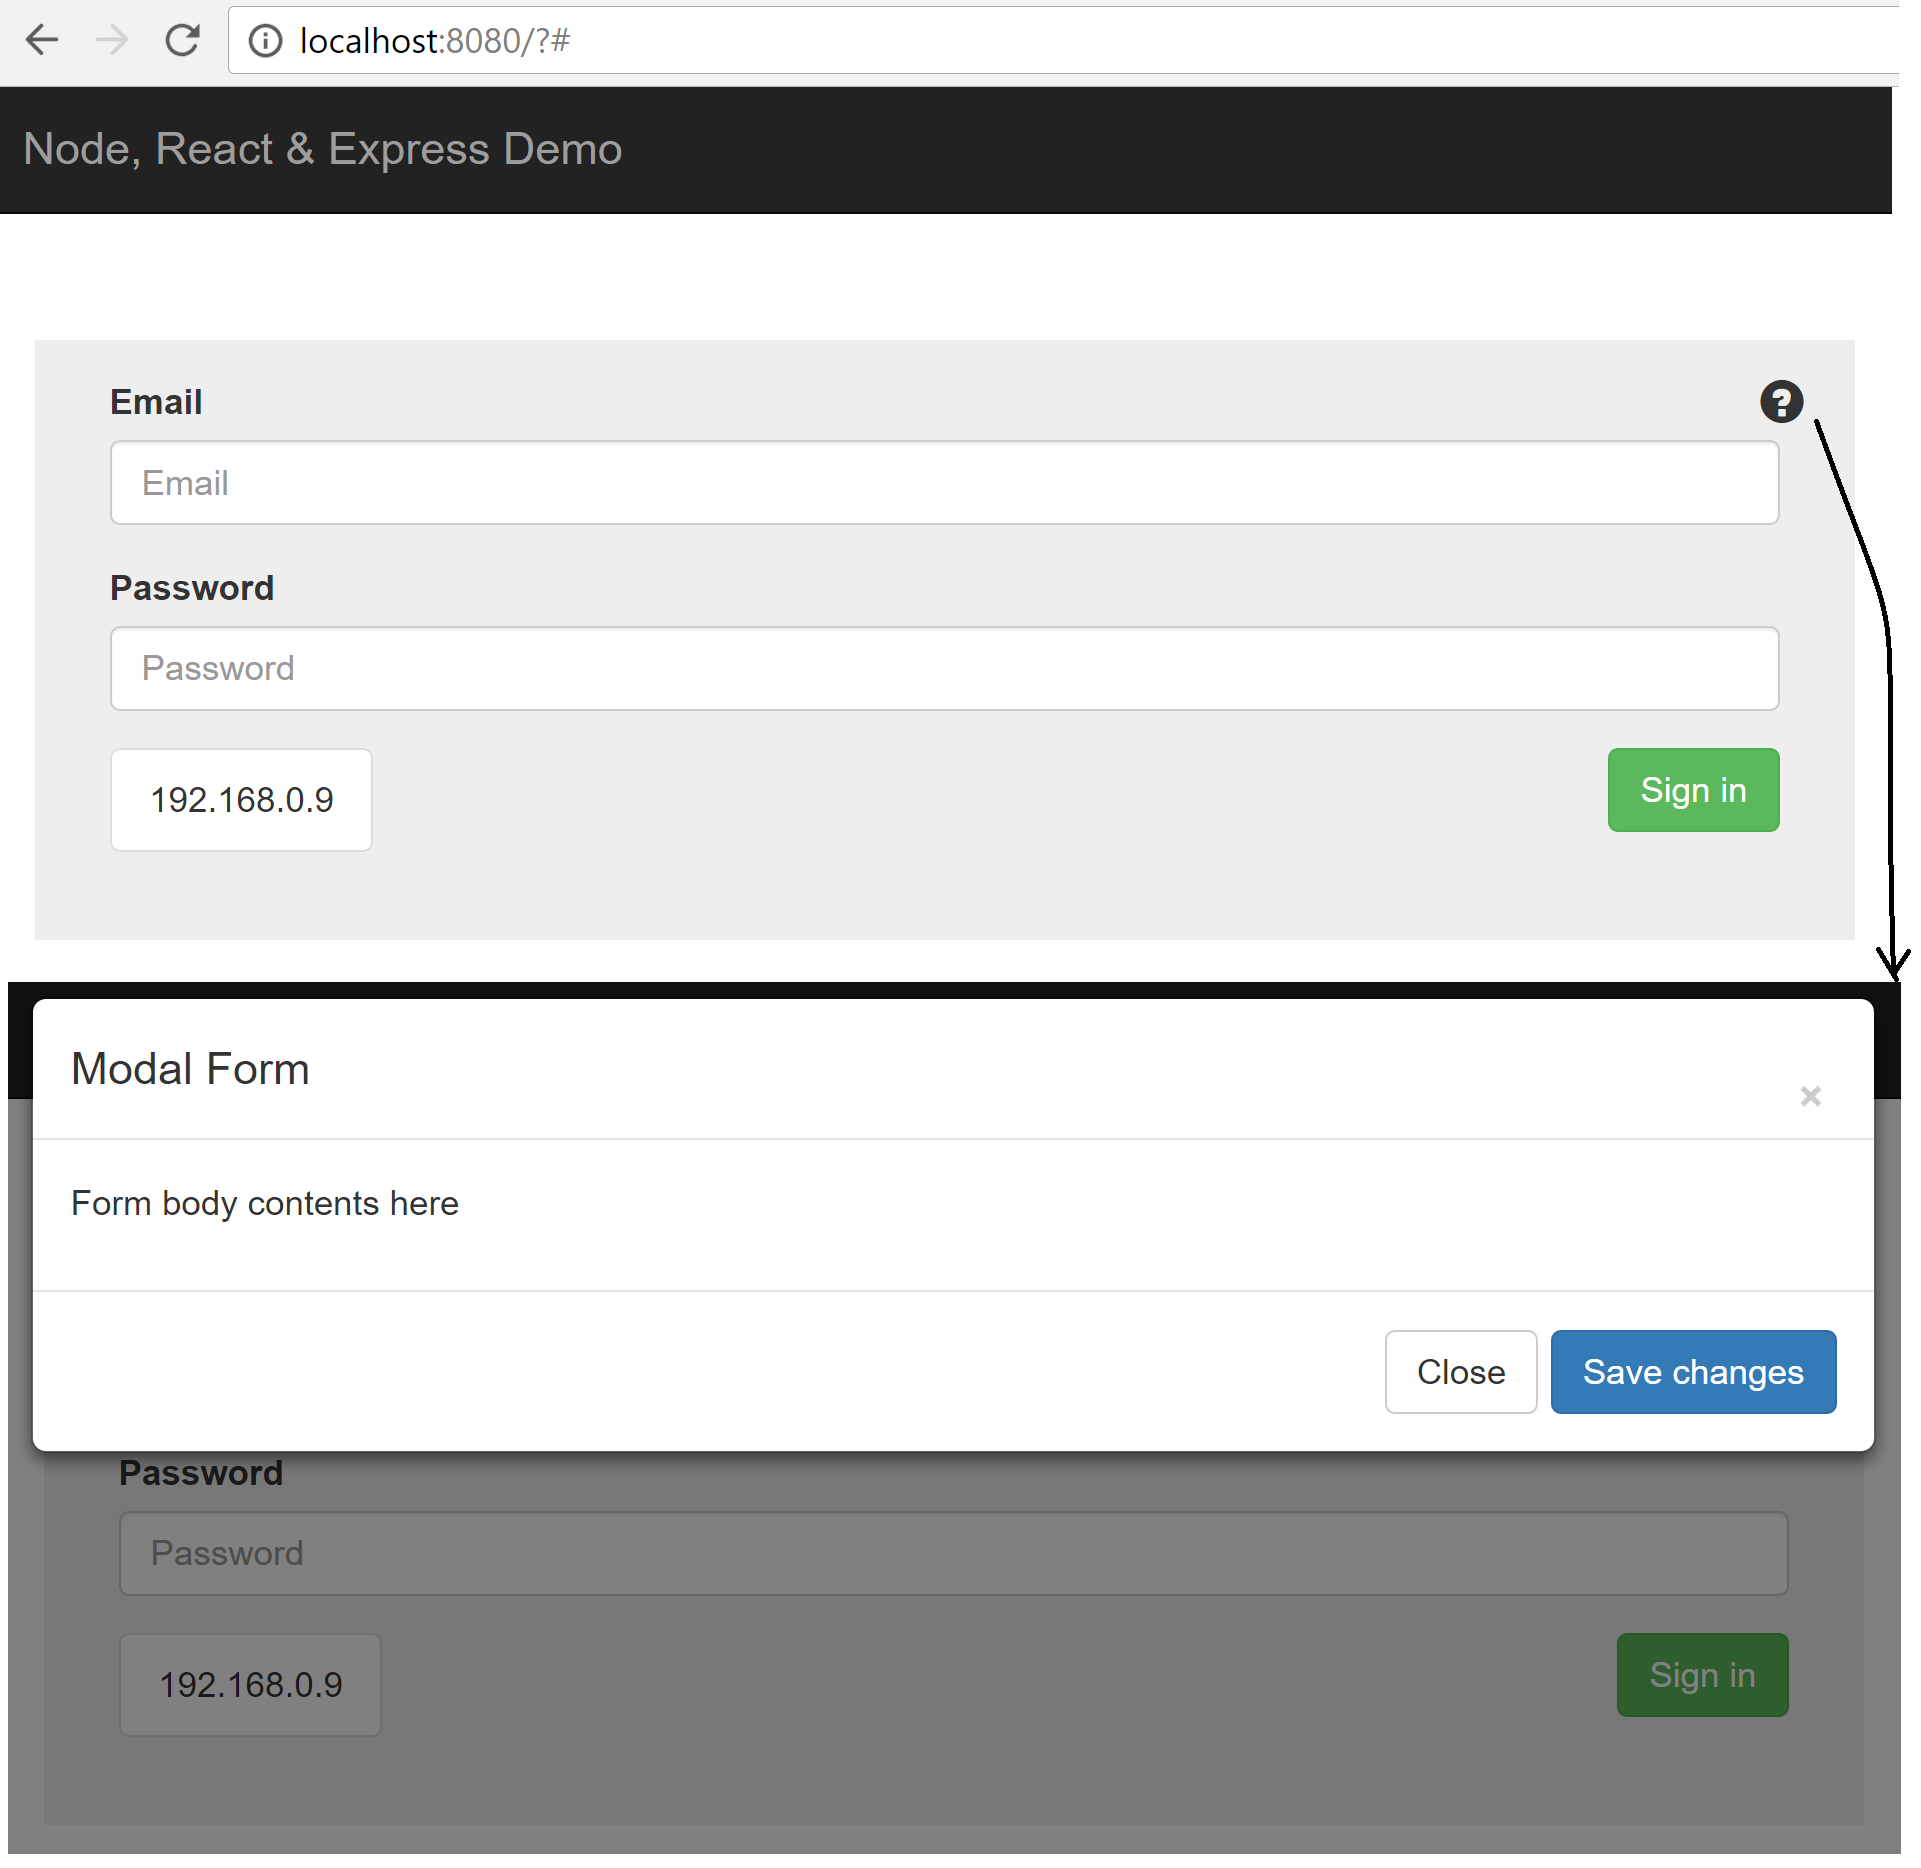 localhost:8080/?#
Node, React & Express Demo
Email
Email
Password
Password
192.168.0.9
Sign in
Modal Form
×
Form body contents here
Close
Save changes
Password
Password
192.168.0.9
Sign in